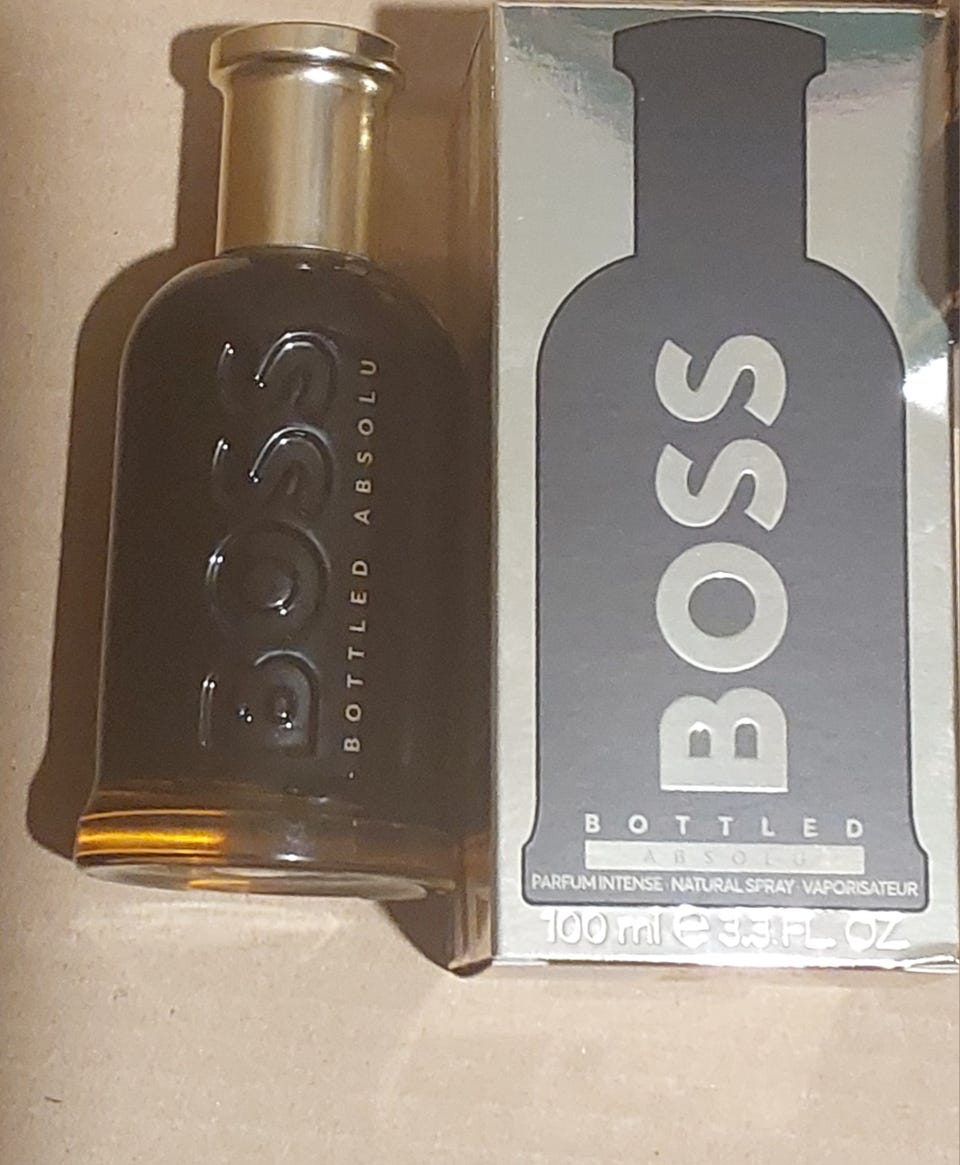 BOSS
BOTTLED ABSOLU
BOSS
BOTTLED
ABSOLU
PARFUM INTENSE NATURAL SPRAY VAPORISATEUR
100 ml e 3.3 FL. OZ